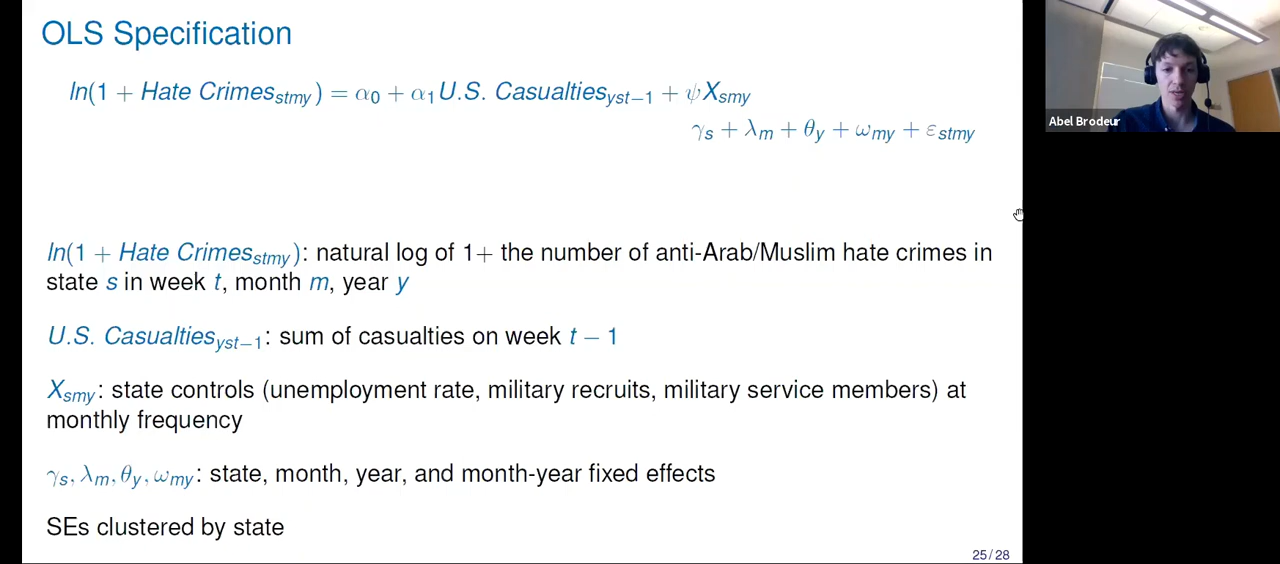 OLS Specification
ln(1 + Hate Crimes_stmy) = α₀ + α₁U.S. Casualties_yst−1 + ψX_smy
γ_s + λ_m + θ_y + ω_my + ε_stmy
ln(1 + Hate Crimes_stmy): natural log of 1+ the number of anti-Arab/Muslim hate crimes in
state s in week t, month m, year y
U.S. Casualties_yst−1: sum of casualties on week t − 1
X_smy: state controls (unemployment rate, military recruits, military service members) at
monthly frequency
γ_s, λ_m, θ_y, ω_my: state, month, year, and month-year fixed effects
SEs clustered by state
25 / 28
Abel Brodeur